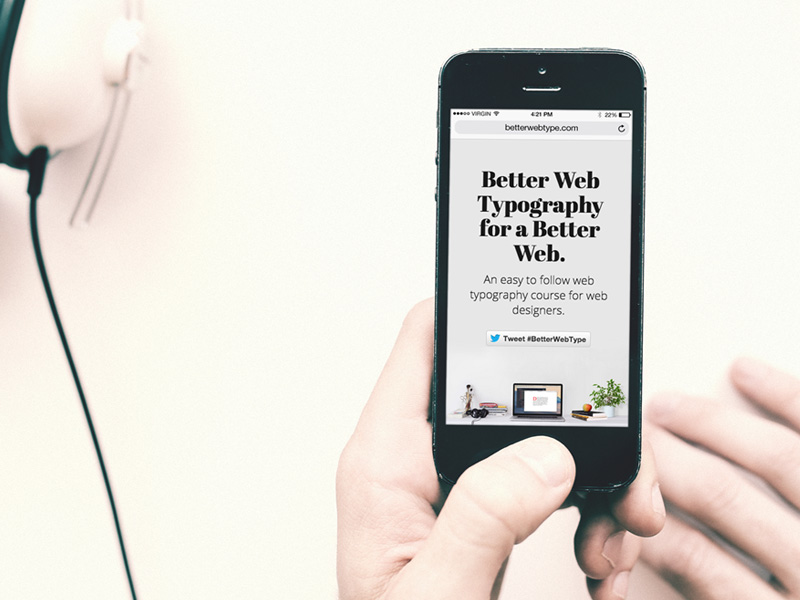 VIRGIN 4:21 PM 22%
betterwebtype.com
Better Web
Typography
for a Better
Web.
An easy to follow web
typography course for web
designers.
Tweet #BetterWebType